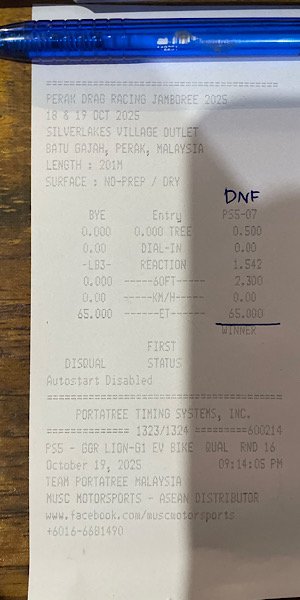 ==================================
PERAK DRAG RACING JAMBOREE 2025
18 & 19 OCT 2025
SILVERLAKES VILLAGE OUTLET
BATU GAJAH, PERAK, MALAYSIA
LENGTH : 201M
SURFACE : NO-PREP / DRY
DNF
BYE Entry PS5-07
0.000 0.000 TREE 0.500
0.00 DIAL-IN 0.00
-LB3- REACTION 1.542
0.000 -----60FT------ 2.300
0.00 -----KM/H------ 0.00
65.000 ------ET------- 65.000
WINNER
FIRST
DISQUAL STATUS
Autostart Disabled
==================================
PORTATREE TIMING SYSTEMS, INC.
============== 1323/1324 =========600214
PS5 - GGR LIGN-G1 EV BIKE QUAL RND 16
October 19, 2025 09:14:05 PM
TEAM PORTATREE MALAYSIA
MUSC MOTORSPORTS - ASEAN DISTRIBUTOR
www.facebook.com/muscmotorsports
+6016-6681490